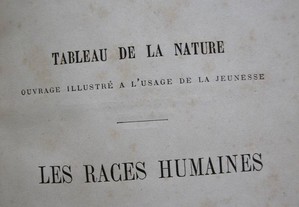 TABLEAU DE LA NATURE
OUVRAGE ILLUSTRÉ A L'USAGE DE LA JEUNESSE
LES RACES HUMAINES